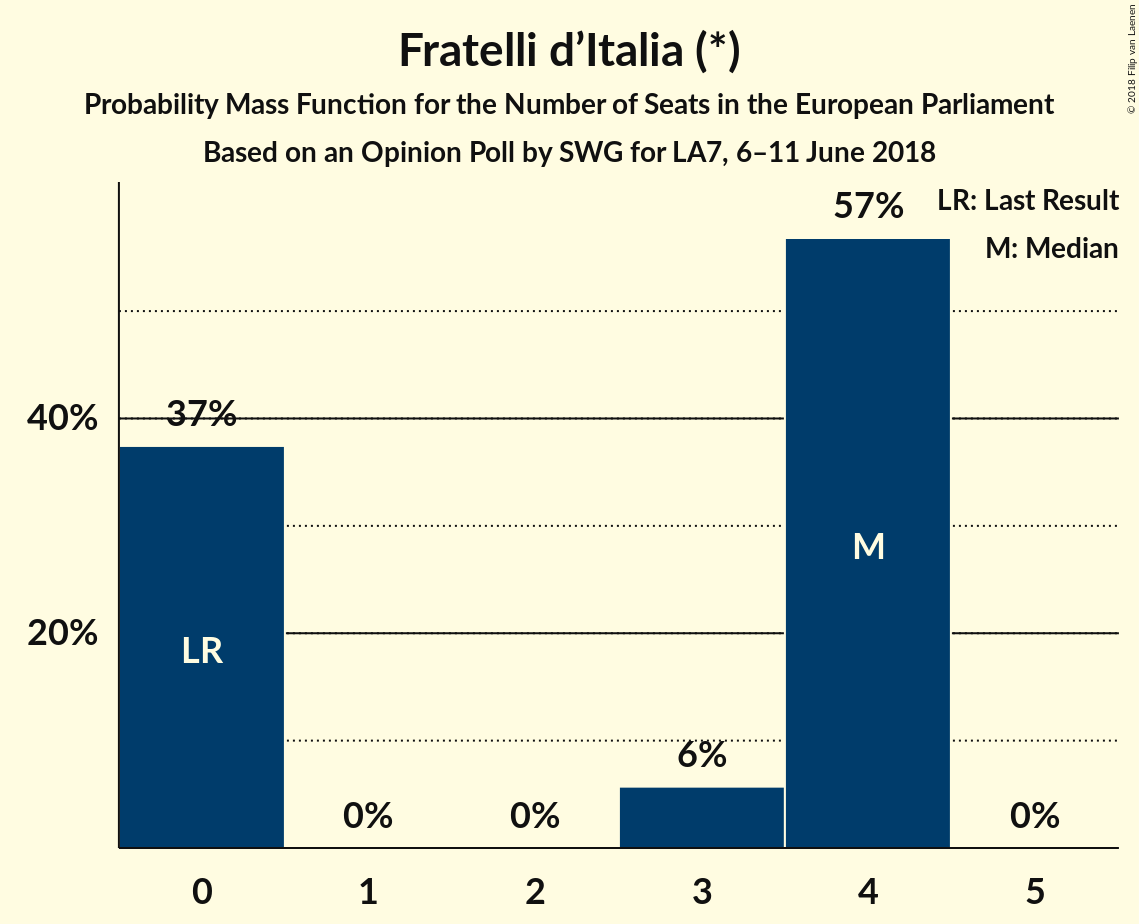 Fratelli d’Italia (*)
Probability Mass Function for the Number of Seats in the European Parliament
Based on an Opinion Poll by SWG for LA7, 6–11 June 2018
© 2018 Filip van Laenen
LR: Last Result
M: Median
57%
40%
37%
M
20%
LR
6%
0%
0%
0%
0
1
2
3
4
5